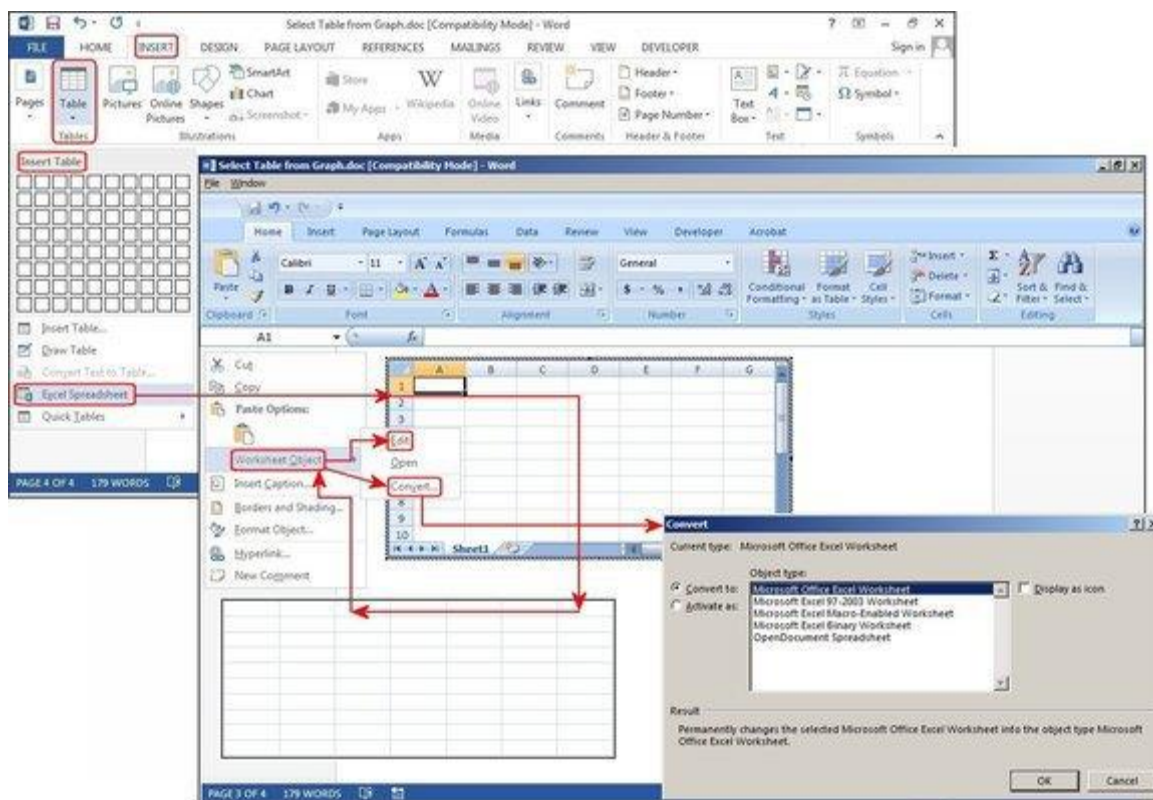 Select Table from Graph.doc [Compatibility Mode] - Word
FILE HOME INSERT DESIGN PAGE LAYOUT REFERENCES MAILINGS REVIEW VIEW DEVELOPER Sign in
SmartArt Store Header Equation
Chart Footer Symbol
Pages Table Pictures Online Shapes My Apps Wikipedia Online Links Comment Text
Pictures Screenshot Video Page Number Box
Tables Illustrations Apps Media Comments Header & Footer Text Symbols
Insert Table
Insert Table...
Draw Table
Convert Text to Table...
Excel Spreadsheet
Quick Tables
PAGE 4 OF 4 179 WORDS
Select Table from Graph.doc [Compatibility Mode] - Word
File Window
Home Insert Page Layout Formulas Data Review View Developer Acrobat
Calibri 11 A A General Insert
Paste Delete
B I U A $ % , Conditional Format Cell Format Sort & Find &
Formatting as Table Styles Filter Select
Clipboard Font Alignment Number Styles Cells Editing
A1 fx
Cut
Copy
Paste Options:
Worksheet Object
Insert Caption...
Borders and Shading...
Format Object...
Hyperlink...
New Comment
A B C D E F G
1
2
3
Edit
Open
Convert...
8
9
10
Sheet1
Convert
Current type: Microsoft Office Excel Worksheet
Object type:
Convert to:
Activate as:
Microsoft Office Excel Worksheet
Microsoft Excel 97-2003 Worksheet
Microsoft Excel Macro-Enabled Worksheet
Microsoft Excel Binary Worksheet
OpenDocument Spreadsheet
Display as icon
Result
Permanently changes the selected Microsoft Office Excel Worksheet into the object type Microsoft
Office Excel Worksheet.
OK Cancel
PAGE 3 OF 4 179 WORDS